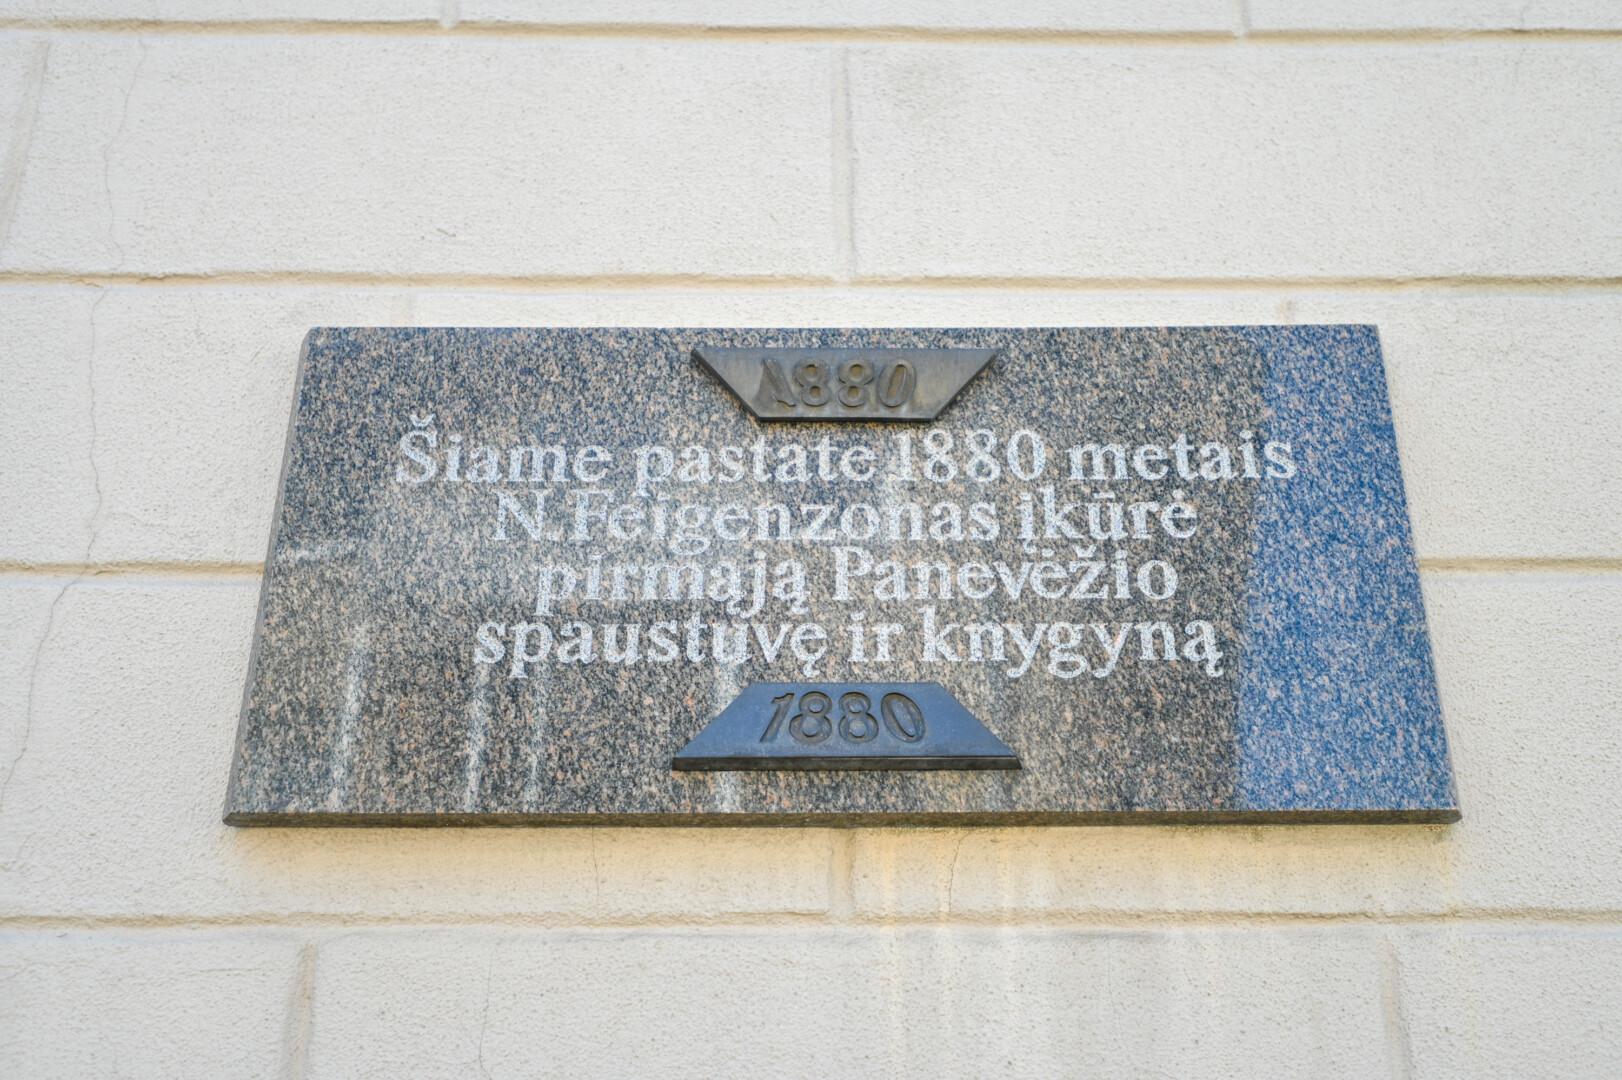 1880
Šiame pastate 1880 metais
N.Feigenzonas įkūrė
pirmąją Panevėžio
spaustuvę ir knygyną
1880